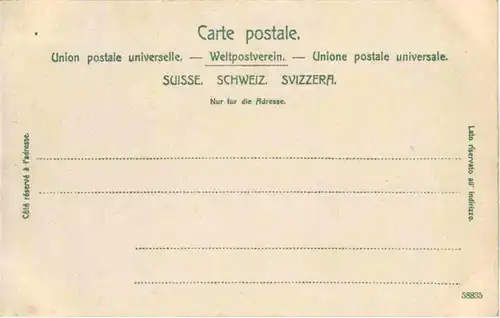 Carte postale.
Union postale universelle. — Weltpostverein. — Unione postale universale.
SUISSE. SCHWEIZ. SVIZZERA.
Nur für die Adresse.
Côté réservé à l'adresse.
Lato riservato all' indirizzo.
58835